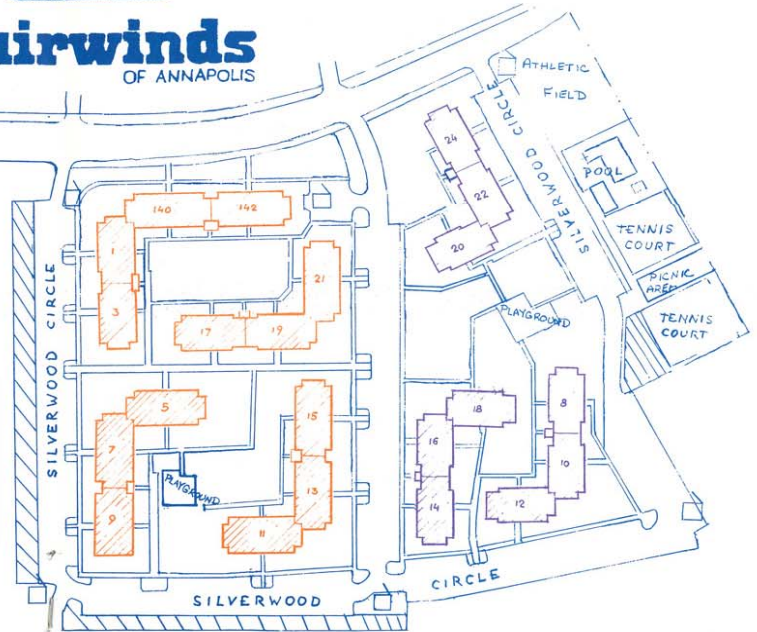 airwinds
OF ANNAPOLIS
ATHLETIC
FIELD
SILVERWOOD CIRCLE
POOL
TENNIS
COURT
PICNIC
AREA
TENNIS
COURT
PLAYGROUND
24
22
20
140
142
1
3
21
17
19
SILVERWOOD CIRCLE
5
7
9
PLAYGROUND
15
13
11
18
16
14
8
10
12
SILVERWOOD
CIRCLE